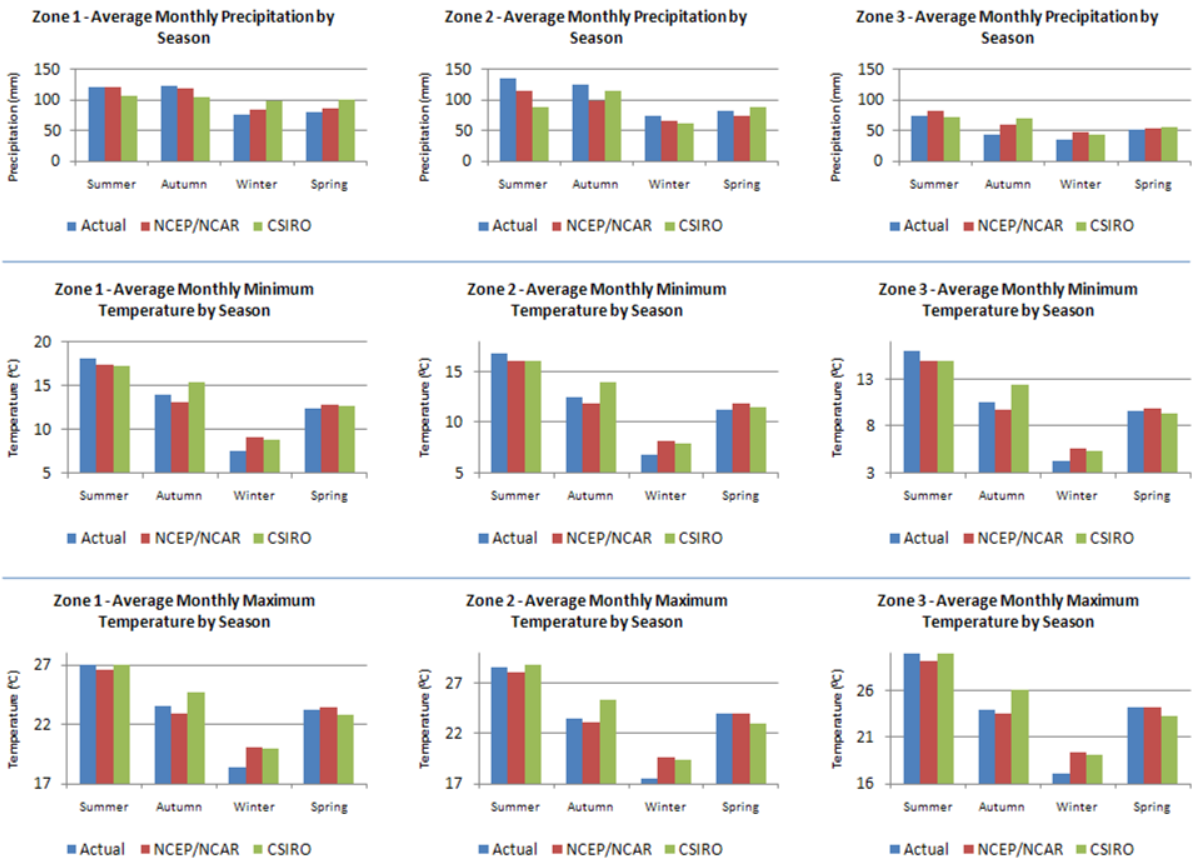 Zone 1 - Average Monthly Precipitation by
Season
Precipitation (mm)
150
100
50
0
Summer Autumn Winter Spring
Actual NCEP/NCAR CSIRO
Zone 2 - Average Monthly Precipitation by
Season
Precipitation (mm)
150
100
50
0
Summer Autumn Winter Spring
Actual NCEP/NCAR CSIRO
Zone 3 - Average Monthly Precipitation by
Season
Precipitation (mm)
150
100
50
0
Summer Autumn Winter Spring
Actual NCEP/NCAR CSIRO
Zone 1 - Average Monthly Minimum
Temperature by Season
Temperature (ºC)
20
15
10
5
Summer Autumn Winter Spring
Actual NCEP/NCAR CSIRO
Zone 2 - Average Monthly Minimum
Temperature by Season
Temperature (ºC)
15
10
5
Summer Autumn Winter Spring
Actual NCEP/NCAR CSIRO
Zone 3 - Average Monthly Minimum
Temperature by Season
Temperature (ºC)
13
8
3
Summer Autumn Winter Spring
Actual NCEP/NCAR CSIRO
Zone 1 - Average Monthly Maximum
Temperature by Season
Temperature (ºC)
27
22
17
Summer Autumn Winter Spring
Actual NCEP/NCAR CSIRO
Zone 2 - Average Monthly Maximum
Temperature by Season
Temperature (ºC)
27
22
17
Summer Autumn Winter Spring
Actual NCEP/NCAR CSIRO
Zone 3 - Average Monthly Maximum
Temperature by Season
Temperature (ºC)
26
21
16
Summer Autumn Winter Spring
Actual NCEP/NCAR CSIRO